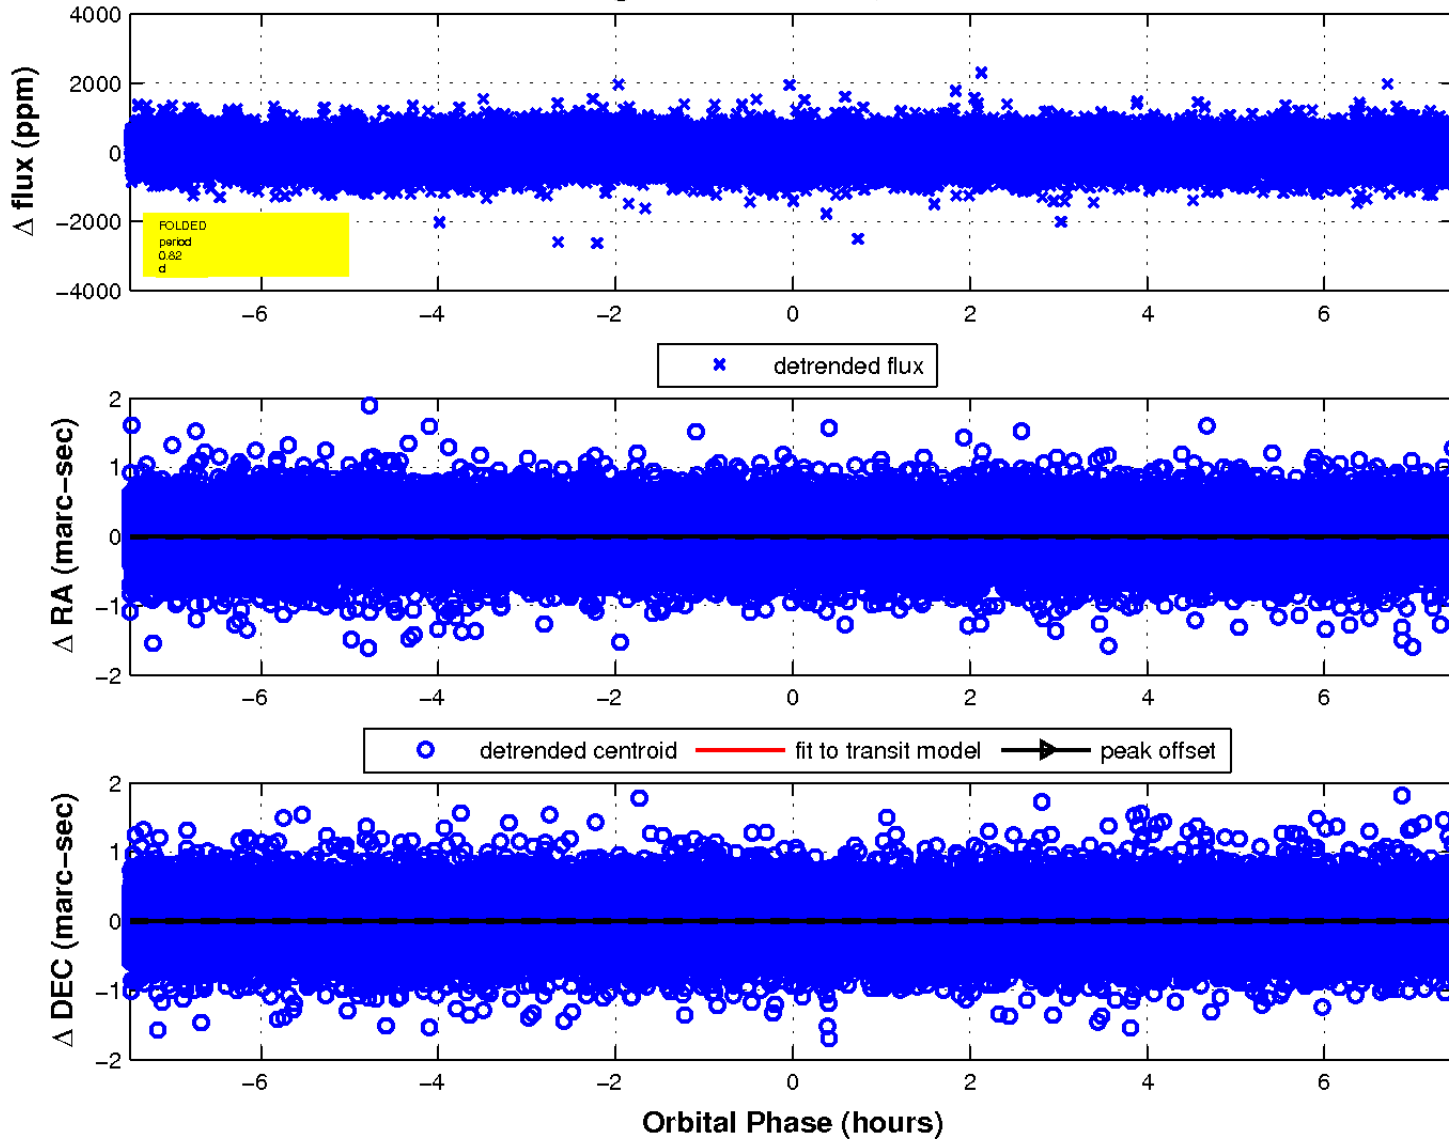 4000
2000
0
−2000
−4000
Δ flux (ppm)
FOLDED
period
0.82
d
−6 −4 −2 0 2 4 6
detrended flux
2
1
0
−1
−2
Δ RA (marc−sec)
−6 −4 −2 0 2 4 6
detrended centroid fit to transit model peak offset
2
1
0
−1
−2
Δ DEC (marc−sec)
−6 −4 −2 0 2 4 6
Orbital Phase (hours)